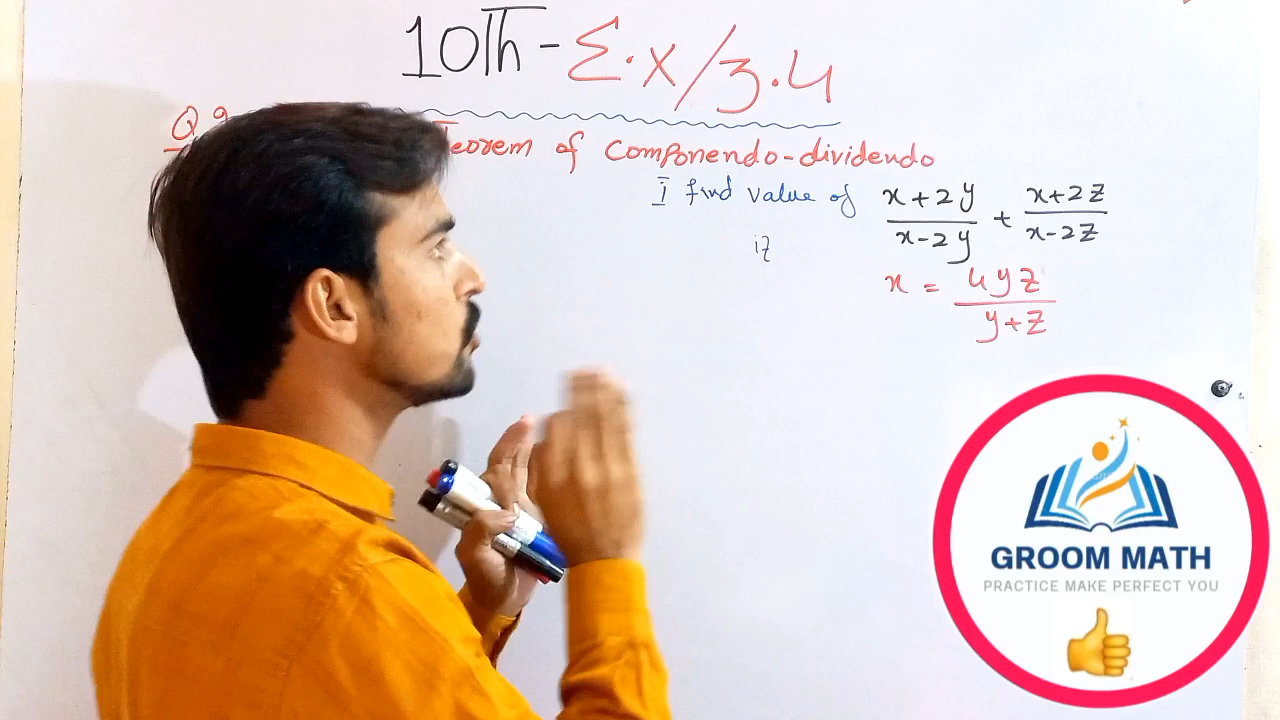 10Th - Ex/3.4
Q
Teorem of Componendo-dividendo
I find value of x+2y/x-2y + x+2z/x-2z
if
x = 4yz/y+z
GROOM MATH
PRACTICE MAKE PERFECT YOU